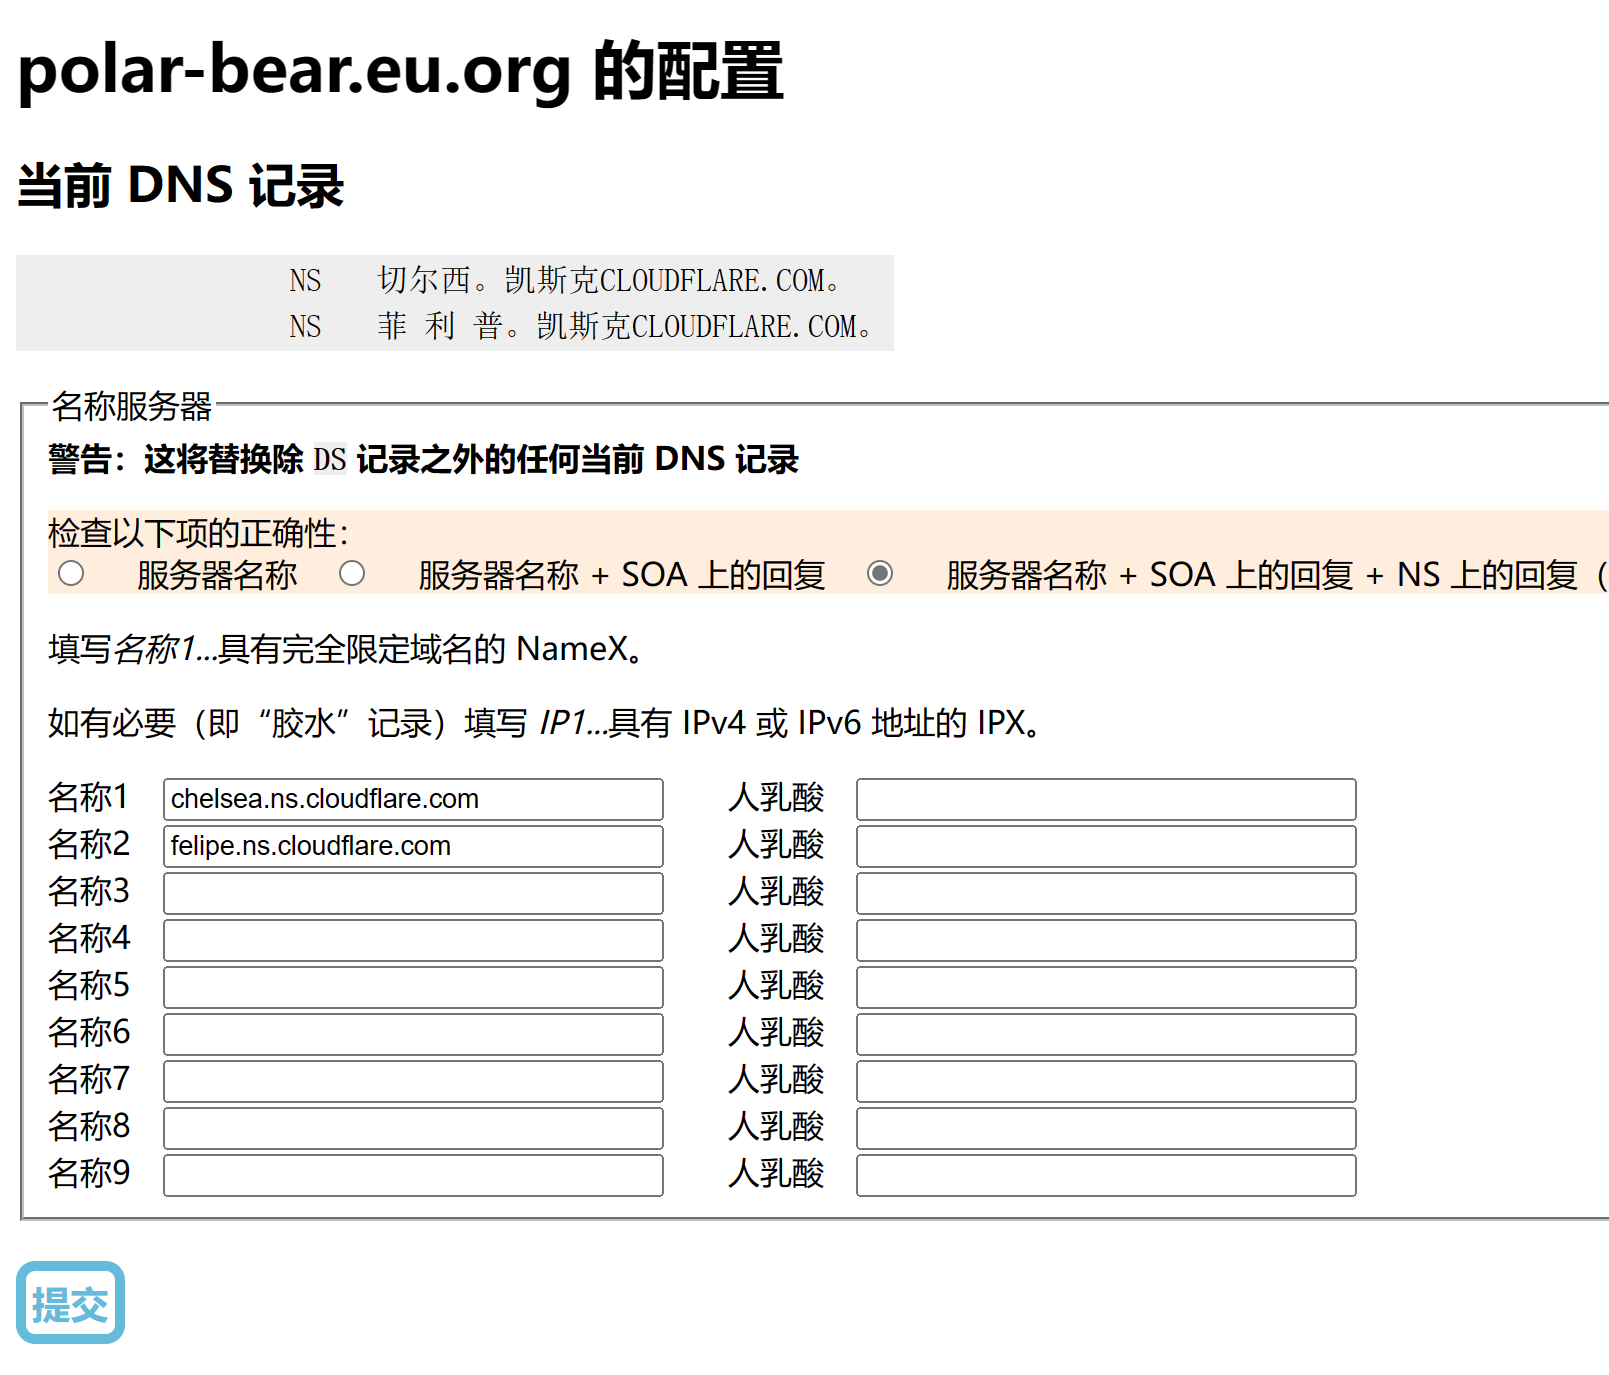 polar-bear.eu.org 的配置
当前 DNS 记录
NS 切尔西。凯斯克CLOUDFLARE.COM。
NS 菲 利 普。凯斯克CLOUDFLARE.COM。
名称服务器
警告：这将替换除 DS 记录之外的任何当前 DNS 记录
检查以下项的正确性：
服务器名称 服务器名称 + SOA 上的回复 服务器名称 + SOA 上的回复 + NS 上的回复（
填写名称1...具有完全限定域名的 NameX。
如有必要（即“胶水”记录）填写 IP1...具有 IPv4 或 IPv6 地址的 IPX。
名称1 chelsea.ns.cloudflare.com 人乳酸
名称2 felipe.ns.cloudflare.com 人乳酸
名称3 人乳酸
名称4 人乳酸
名称5 人乳酸
名称6 人乳酸
名称7 人乳酸
名称8 人乳酸
名称9 人乳酸
提交